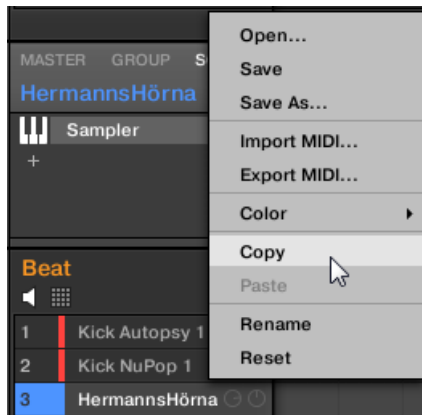 MASTER GROUP S
HermannsHörna
Sampler
+
Beat
1 Kick Autopsy 1
2 Kick NuPop 1
3 HermannsHörna
Open...
Save
Save As...
Import MIDI...
Export MIDI...
Color
Copy
Paste
Rename
Reset